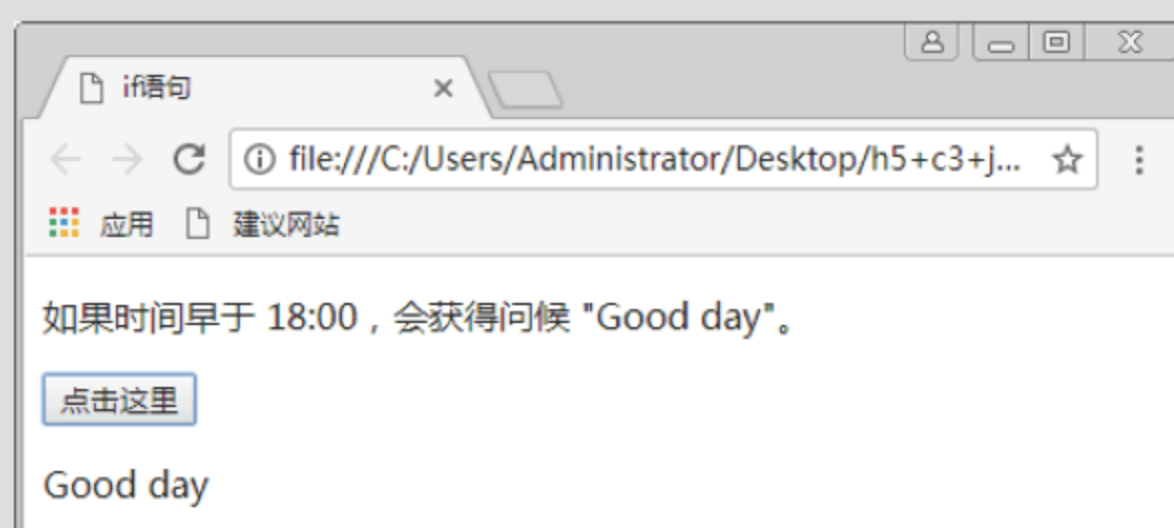 if语句
file:///C:/Users/Administrator/Desktop/h5+c3+j...
应用 建议网站
如果时间早于 18:00，会获得问候 "Good day"。
点击这里
Good day